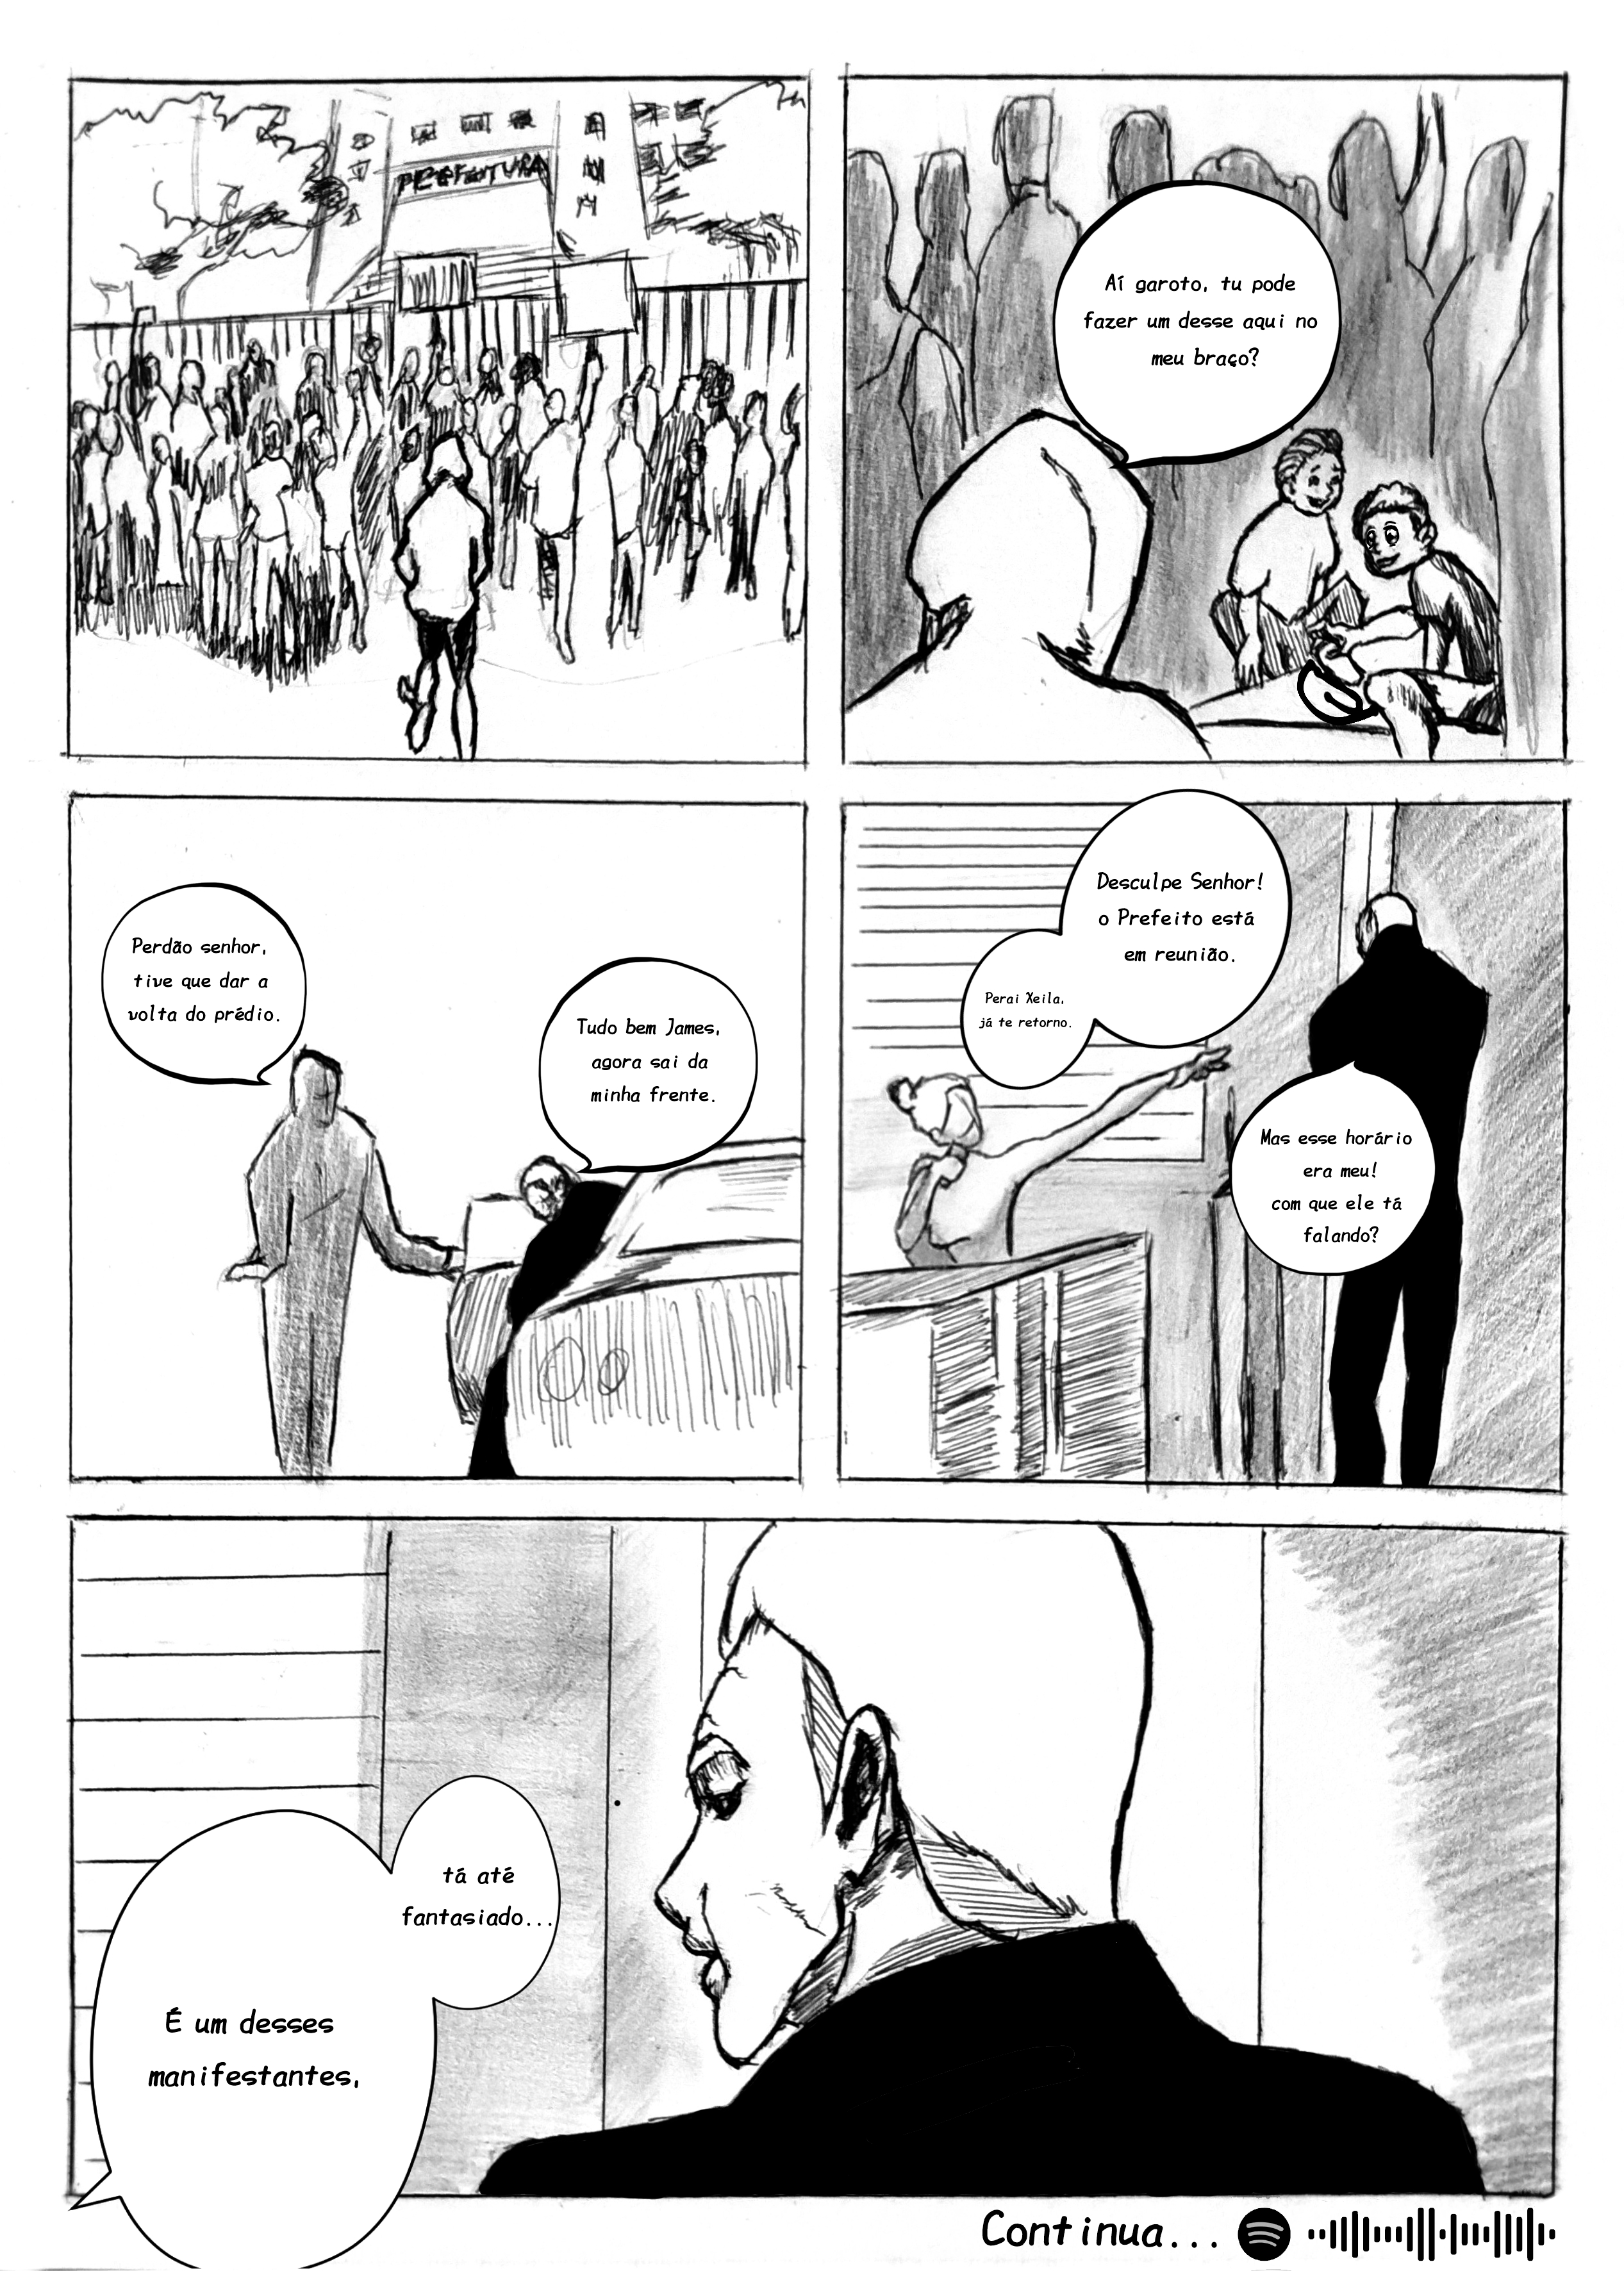 PREFEITURA
Aí garoto, tu pode
fazer um desse aqui no
meu braço?
Perdão senhor,
tive que dar a
volta do prédio.
Tudo bem James,
agora sai da
minha frente.
Desculpe Senhor!
o Prefeito está
em reunião.
Perai Keila,
já te retorno.
Mas esse horário
era meu!
com que ele tá
falando?
É um desses
manifestantes,
tá até
fantasiado...
Continua...